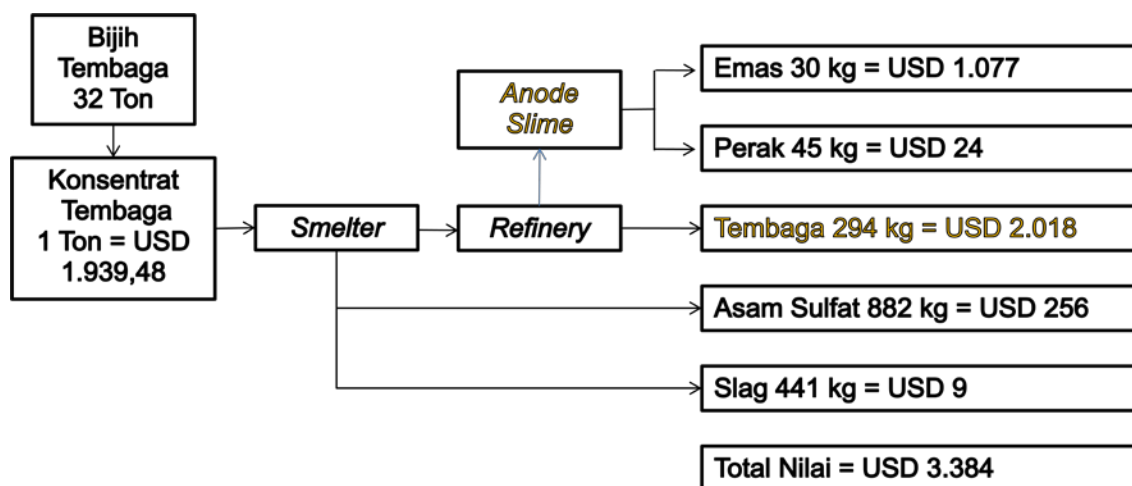 Bijih
Tembaga
32 Ton
Konsentrat
Tembaga
1 Ton = USD
1.939,48
Smelter
Refinery
Anode
Slime
Emas 30 kg = USD 1.077
Perak 45 kg = USD 24
Tembaga 294 kg = USD 2.018
Asam Sulfat 882 kg = USD 256
Slag 441 kg = USD 9
Total Nilai = USD 3.384